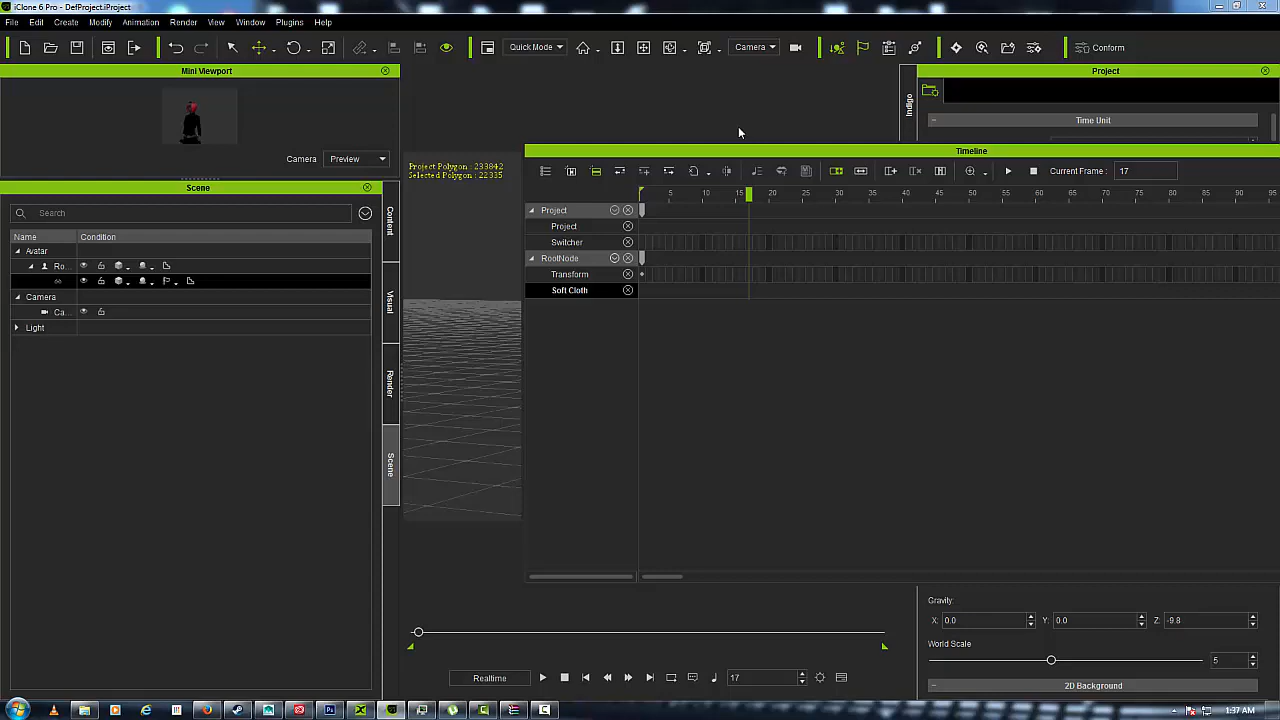 iClone 6 Pro - DefProject.iProject
File Edit Create Modify Animation Render View Window Plugins Help
Quick Mode Camera Conform
Mini Viewport
Camera Preview
Scene
Search
Name Condition
Avatar
Ro...
Camera
Ca...
Light
Content
Visual
Render
Scene
Project Polygon : 233842
Selected Polygon : 22335
Indigo
Project
Time Unit
Timeline
Current Frame : 17
5 10 15 20 25 30 35 40 45 50 55 60 65 70 75 80 85 90 95
Project
Project
Switcher
RootNode
Transform
Soft Cloth
Gravity:
X: 0.0 Y: 0.0 Z: -9.8
World Scale
5
2D Background
Realtime 17
1:37 AM